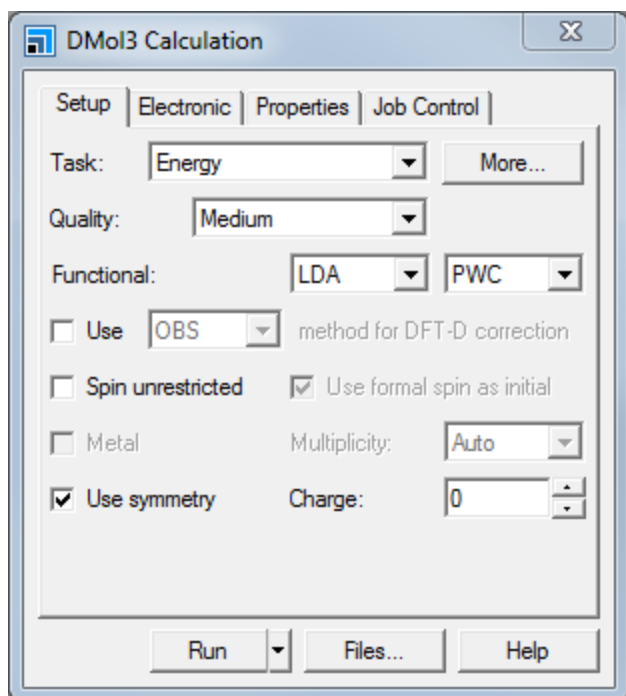 DMol3 Calculation
Setup Electronic Properties Job Control
Task: Energy More...
Quality: Medium
Functional: LDA PWC
Use OBS method for DFT-D correction
Spin unrestricted Use formal spin as initial
Metal Multiplicity: Auto
Use symmetry Charge: 0
Run Files... Help